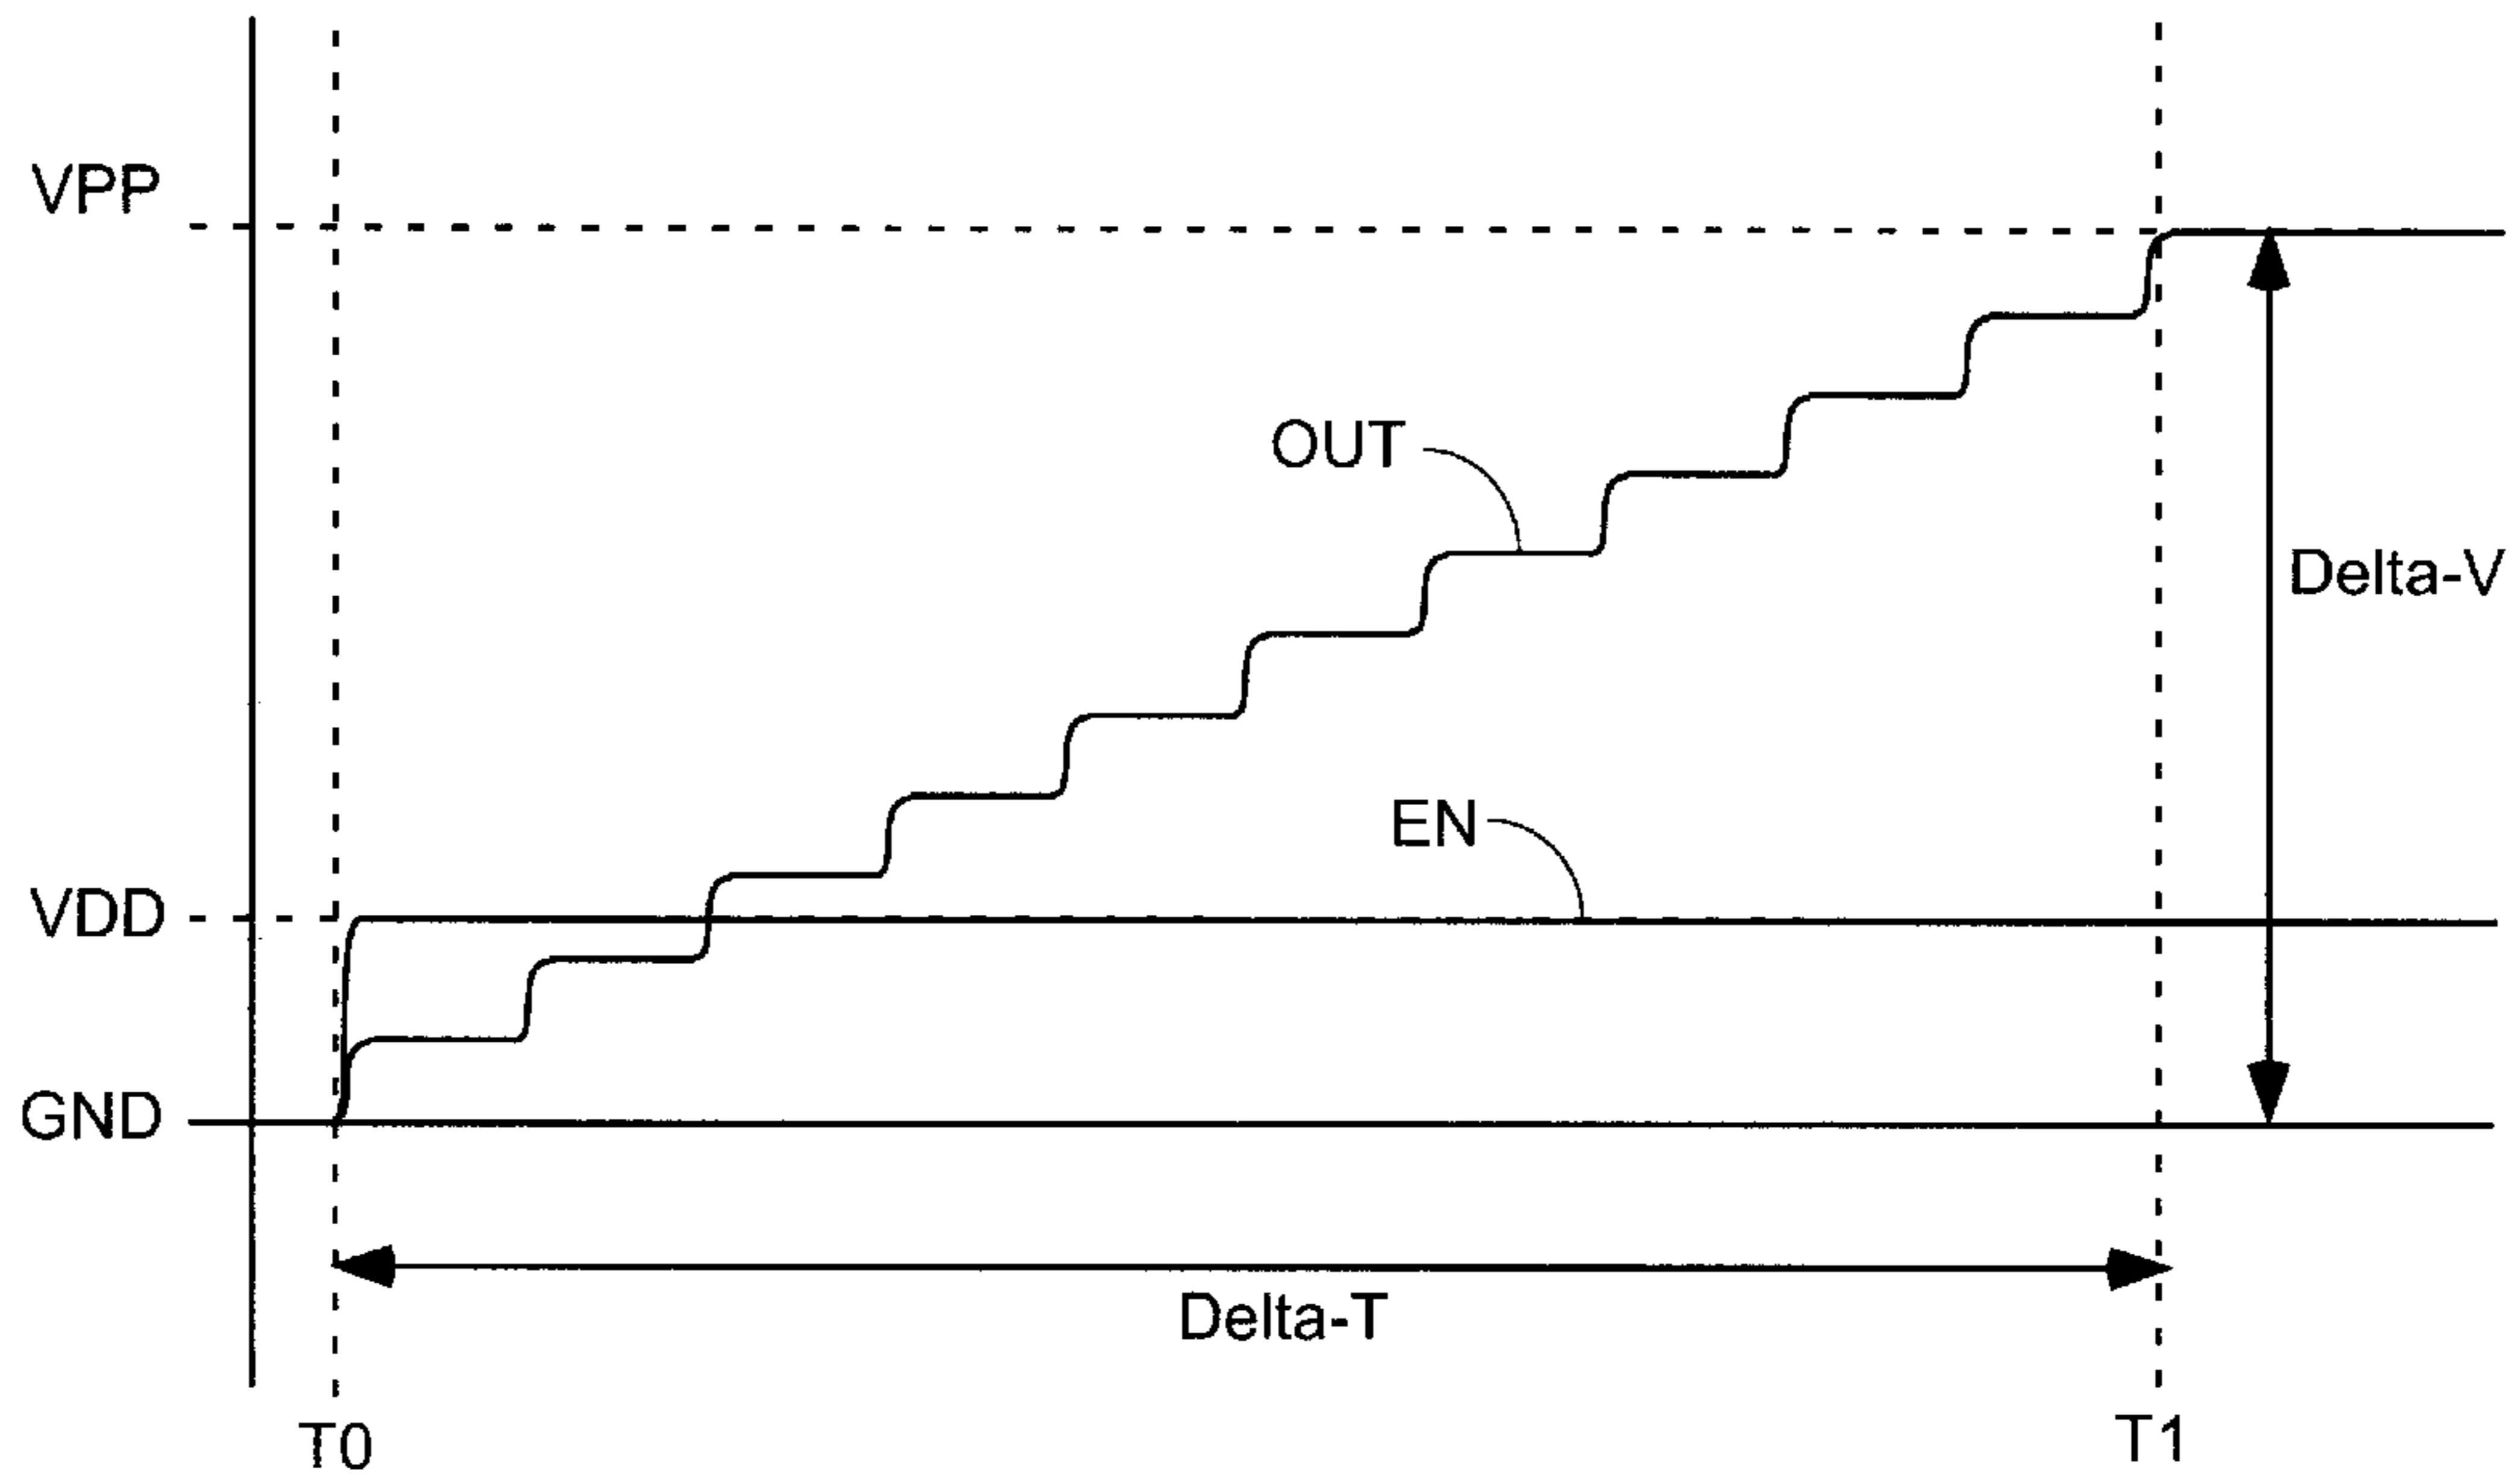 VPP
OUT
Delta-V
EN
VDD
GND
Delta-T
T0
T1